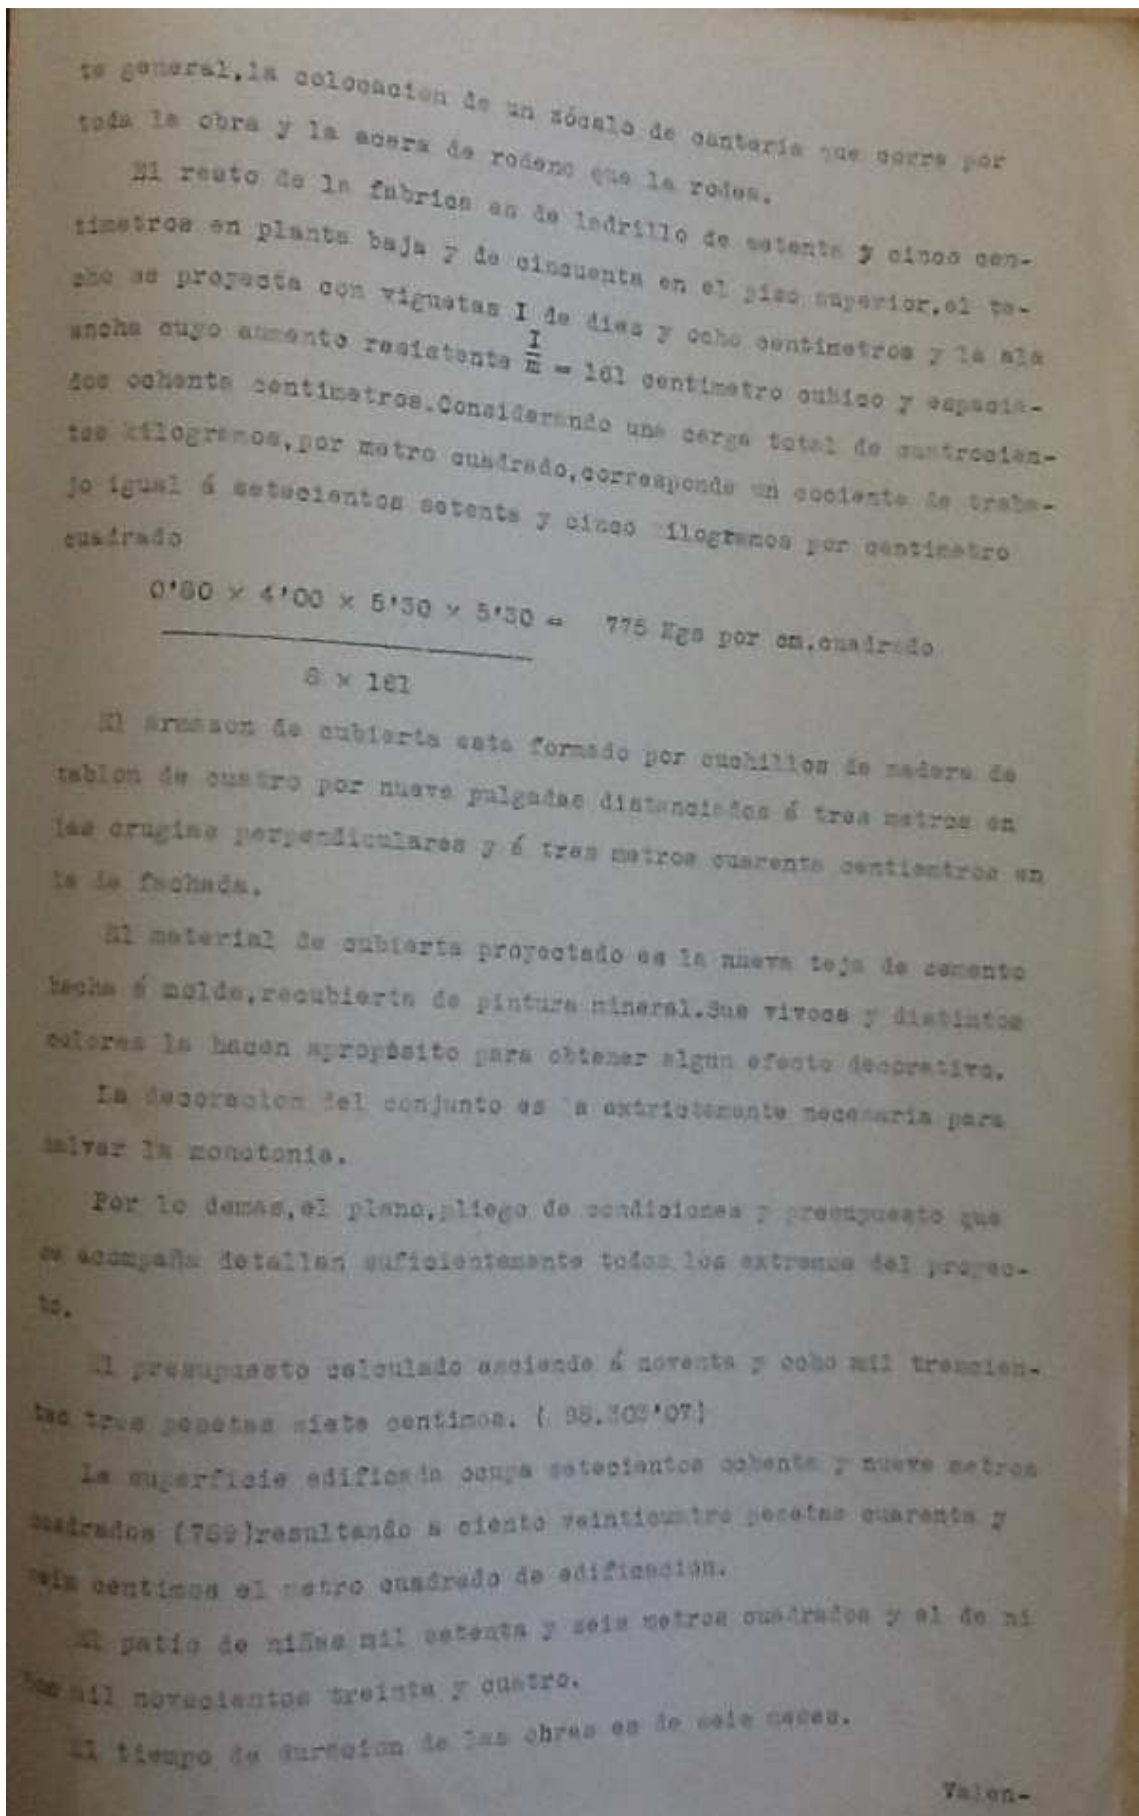 te general,la colocacion de un zócalo de canteria que corre por
toda la obra y la acera de rodeno que la rodea.
El resto de la fabrica es de ladrillo de setenta y cinco cen-
timetros en planta baja y de cincuenta en el piso superior,el te-
cho se proyecta con viguetas I de diez y ocho centimetros y la ala
ancha cuyo aumento resistente I/m = 161 centimetro cubico y espacia-
dos ochenta centimetros.Considerando una carga total de cuatrocien-
tos kilogramos,por metro cuadrado,corresponde un cociente de traba-
jo igual á setecientos setenta y cinco kilogramos por centimetro
cuadrado
0'80 × 4'00 × 5'30 × 5'30 = 775 Kgs por cm.cuadrado
8 × 161
El armazon de cubierta esta formado por cuchillos de madera de
tablon de cuatro por nueve pulgadas distanciados á tres metros en
las crugias perpendiculares y á tres metros cuarenta centiemtros en
la de fachada.
El material de cubierta proyectado es la nueva teja de cemento
hecha á molde,recubierta de pintura mineral.Sus vivos y distintos
colores la hacen apropósito para obtener algun efecto decorativo.
La decoracion del conjunto es la extrictamente necesaria para
salvar la monotonia.
Por lo demas,el plano,pliego de condiciones y presupuesto que
se acompaña detallan suficientemente todos los extremos del proyec-
to.
El presupuesto calculado asciende á noventa y ocho mil trescien-
tas tres pesetas siete centimos. ( 98.303'07)
La superficie edificada ocupa setecientos ochenta y nueve metros
cuadrados (789)resultando a ciento veinticuatro pesetas cuarenta y
seis centimos el metro cuadrado de edificacion.
El patio de niñas mil setenta y seis metros cuadrados y el de ni
ños mil novecientos treinta y cuatro.
El tiempo de duracion de las obras es de seis meses.
Valen-